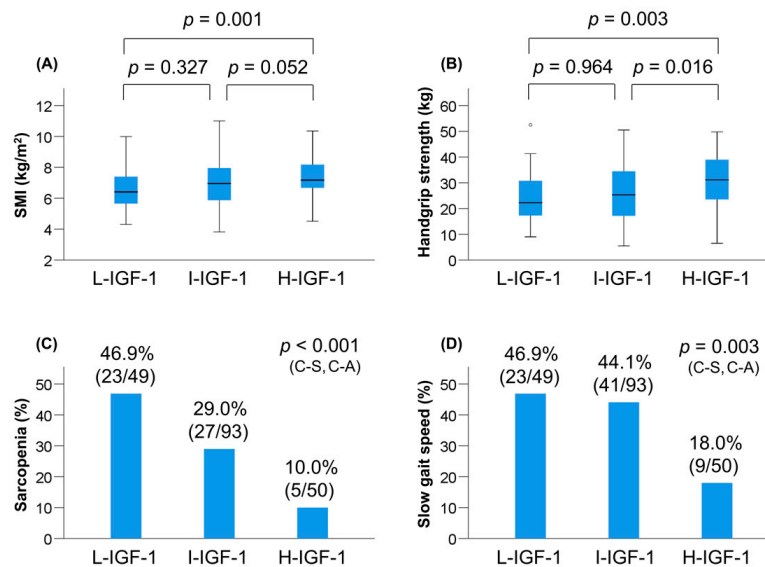 (A)
p = 0.001
p = 0.327
p = 0.052
SMI (kg/m²)
12
10
8
6
4
2
L-IGF-1
I-IGF-1
H-IGF-1
(B)
p = 0.003
p = 0.964
p = 0.016
Handgrip strength (kg)
60
50
40
30
20
10
0
L-IGF-1
I-IGF-1
H-IGF-1
(C)
p < 0.001
(C-S, C-A)
46.9%
(23/49)
29.0%
(27/93)
10.0%
(5/50)
Sarcopenia (%)
50
40
30
20
10
0
L-IGF-1
I-IGF-1
H-IGF-1
(D)
p = 0.003
(C-S, C-A)
46.9%
(23/49)
44.1%
(41/93)
18.0%
(9/50)
Slow gait speed (%)
50
40
30
20
10
0
L-IGF-1
I-IGF-1
H-IGF-1